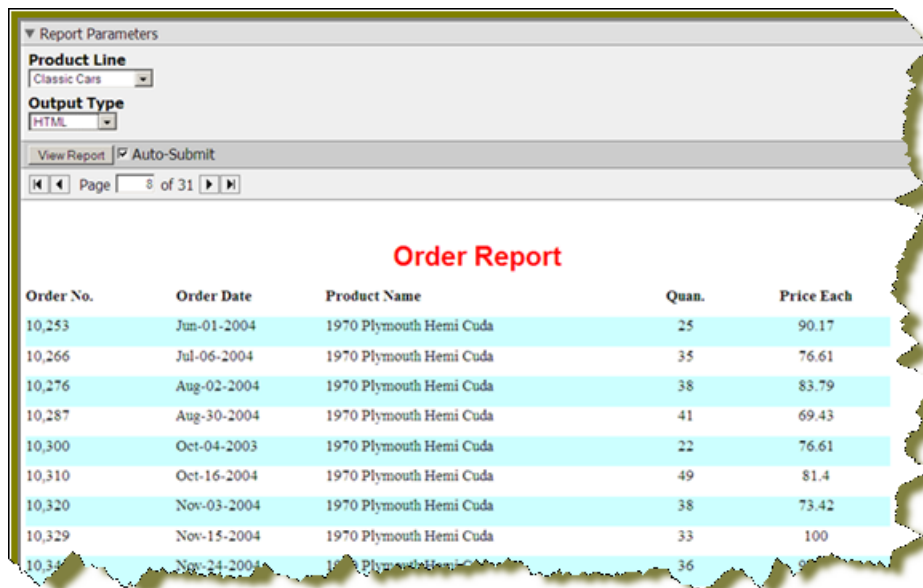 Report Parameters
Product Line
Classic Cars
Output Type
HTML
View Report Auto-Submit
Page 8 of 31
Order Report
Order No. Order Date Product Name Quan. Price Each
10,253 Jun-01-2004 1970 Plymouth Hemi Cuda 25 90.17
10,266 Jul-06-2004 1970 Plymouth Hemi Cuda 35 76.61
10,276 Aug-02-2004 1970 Plymouth Hemi Cuda 38 83.79
10,287 Aug-30-2004 1970 Plymouth Hemi Cuda 41 69.43
10,300 Oct-04-2003 1970 Plymouth Hemi Cuda 22 76.61
10,310 Oct-16-2004 1970 Plymouth Hemi Cuda 49 81.4
10,320 Nov-03-2004 1970 Plymouth Hemi Cuda 38 73.42
10,329 Nov-15-2004 1970 Plymouth Hemi Cuda 33 100
Nov-24-2004 Plymouth Hemi 36